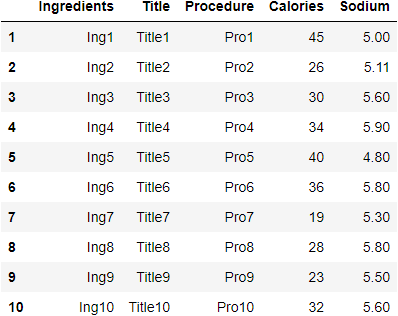 Ingredients Title Procedure Calories Sodium
1 Ing1 Title1 Pro1 45 5.00
2 Ing2 Title2 Pro2 26 5.11
3 Ing3 Title3 Pro3 30 5.60
4 Ing4 Title4 Pro4 34 5.90
5 Ing5 Title5 Pro5 40 4.80
6 Ing6 Title6 Pro6 36 5.80
7 Ing7 Title7 Pro7 19 5.30
8 Ing8 Title8 Pro8 28 5.80
9 Ing9 Title9 Pro9 23 5.50
10 Ing10 Title10 Pro10 32 5.60